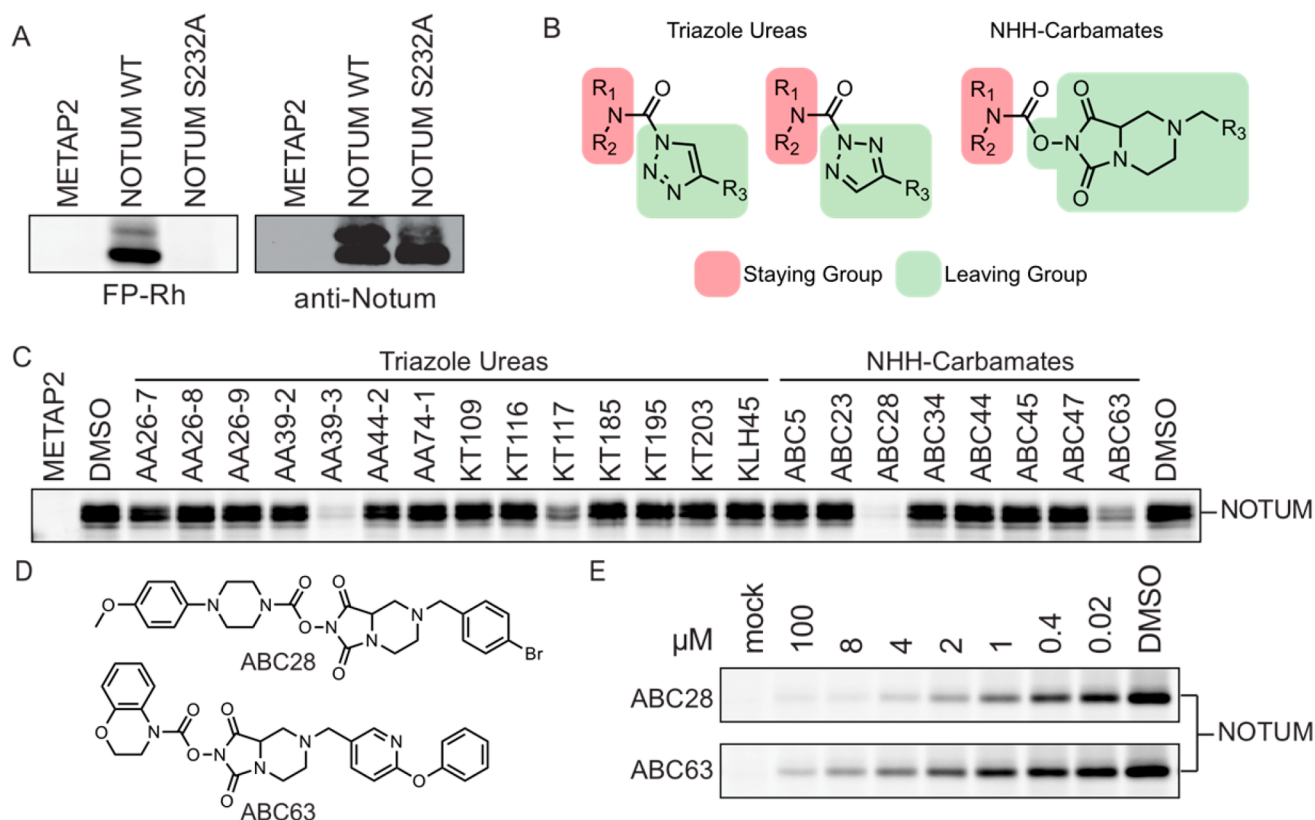 A
METAP2
NOTUM WT
NOTUM S232A
METAP2
NOTUM WT
NOTUM S232A
FP-Rh
anti-Notum
B
Triazole Ureas
NHH-Carbamates
R1
N
R2
O
N
N
N
R3
R1
N
R2
O
N
N
N
R3
R1
N
R2
O
O
O
N
N
O
N
R3
Staying Group
Leaving Group
C
Triazole Ureas
NHH-Carbamates
METAP2
DMSO
AA26-7
AA26-8
AA26-9
AA39-2
AA39-3
AA44-2
AA74-1
KT109
KT116
KT117
KT185
KT195
KT203
KLH45
ABC5
ABC23
ABC28
ABC34
ABC44
ABC45
ABC47
ABC63
DMSO
NOTUM
D
O
N
N
O
O
O
N
N
O
N
Br
ABC28
O
N
O
O
O
N
N
O
N
N
O
ABC63
E
µM
mock
100
8
4
2
1
0.4
0.02
DMSO
ABC28
ABC63
NOTUM